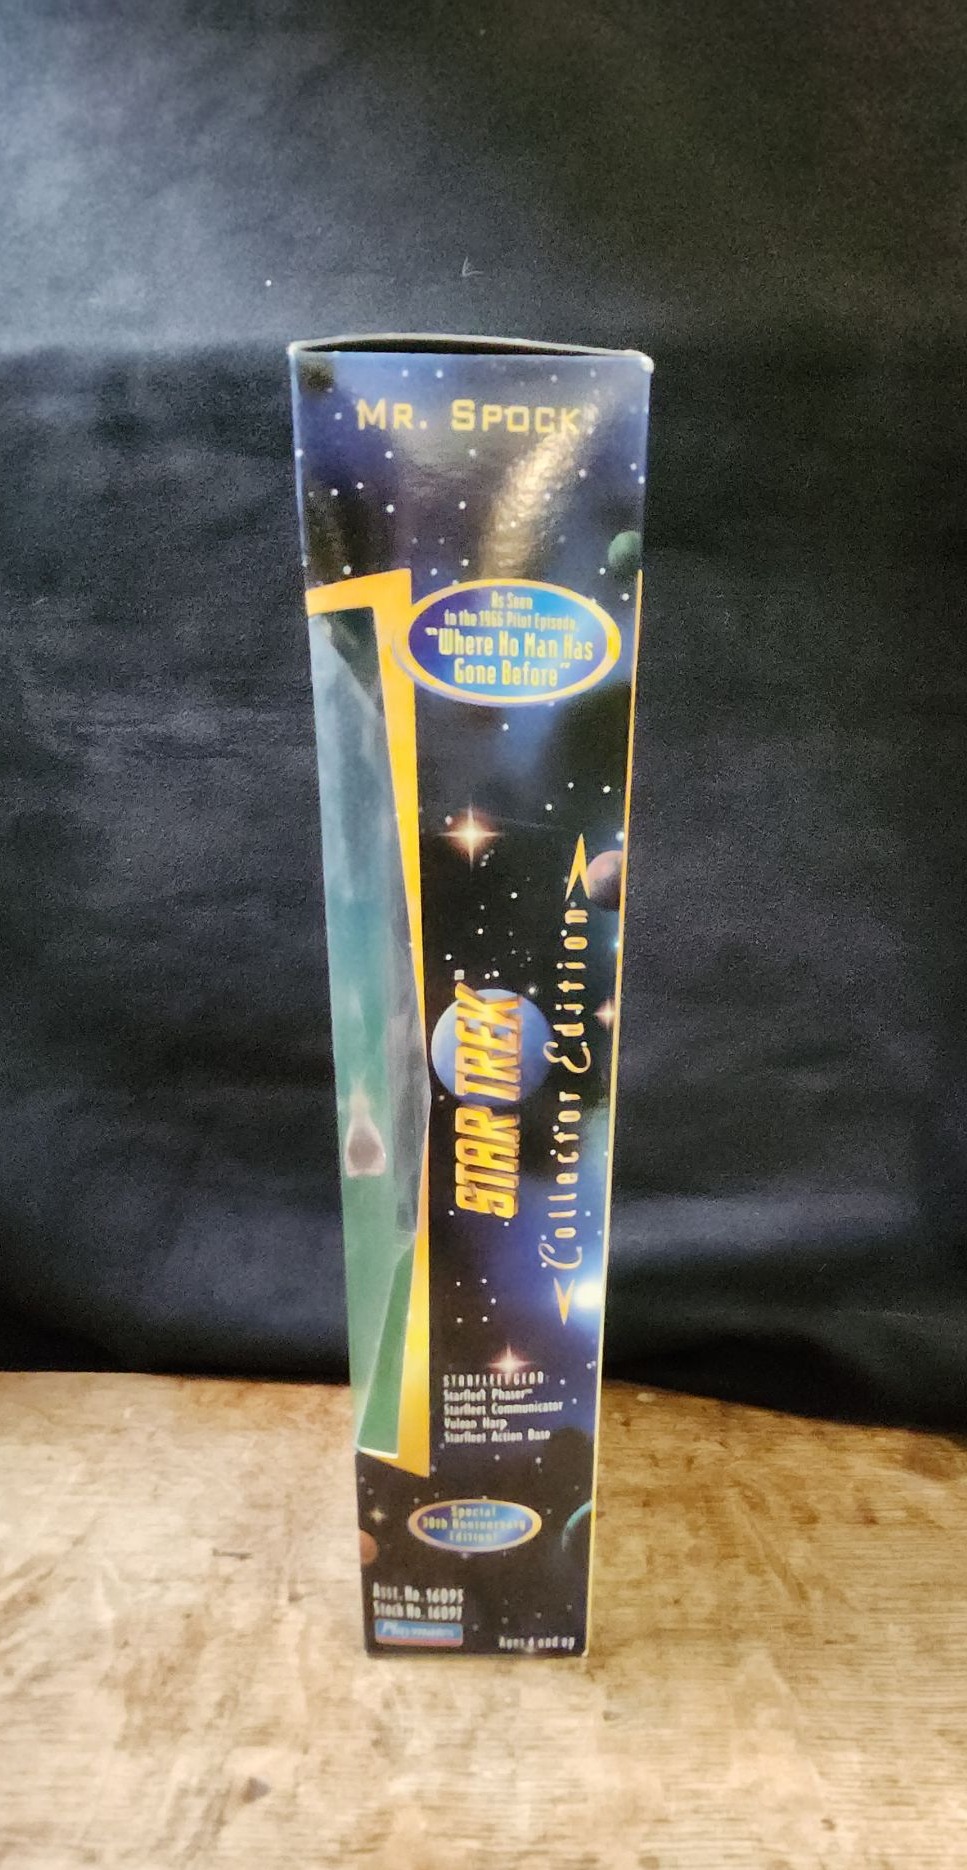 MR. SPOCK
As Seen
in the 1966 Pilot Episode
"Where No Man Has
Gone Before"
STAR TREK™
Collector Edition
STARFLEET GEAR:
Starfleet Phaser™
Starfleet Communicator
Vulcan Harp
Starfleet Action Base
Special
30th Anniversary
Edition!
Asst. No. 16095
Stock No. 16097
Playmates
Ages 4 and up